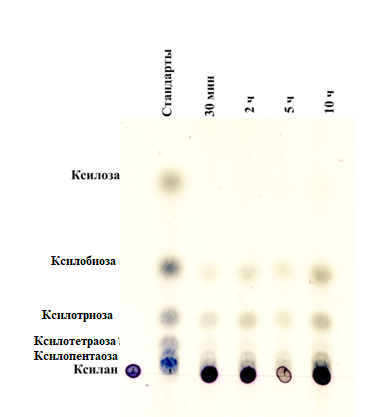 Стандарты
30 мин
2 ч
5 ч
10 ч
Ксилоза
Ксилобиоза
Ксилотриоза
Ксилотетраоза
Ксилопентаоза
Ксилан